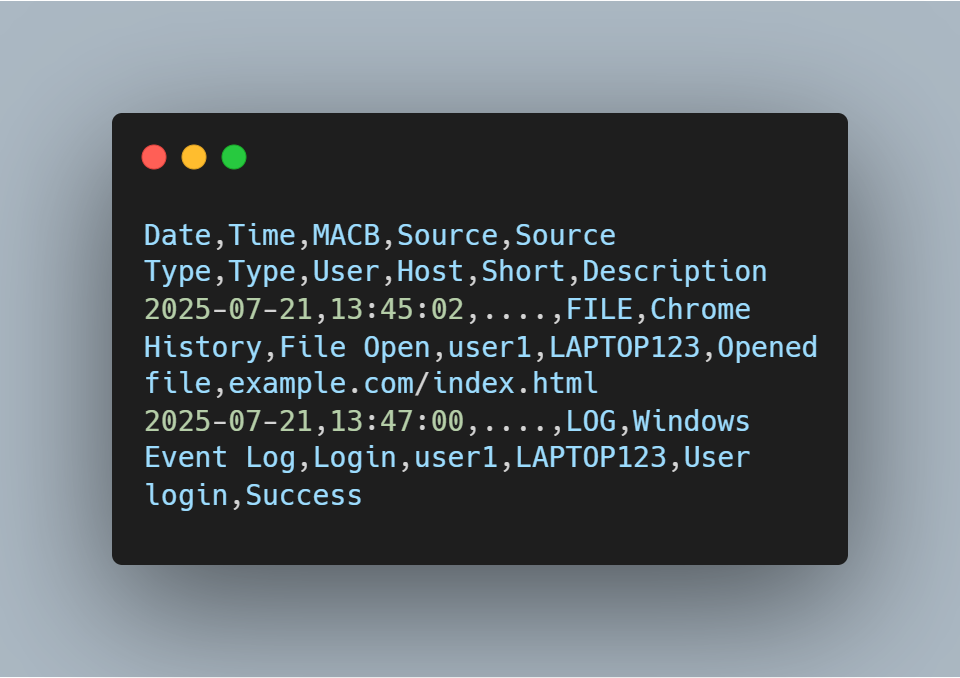 Date,Time,MACB,Source,Source
Type,Type,User,Host,Short,Description
2025-07-21,13:45:02,.....,FILE,Chrome
History,File Open,user1,LAPTOP123,Opened
file,example.com/index.html
2025-07-21,13:47:00,.....,LOG,Windows
Event Log,Login,user1,LAPTOP123,User
login,Success